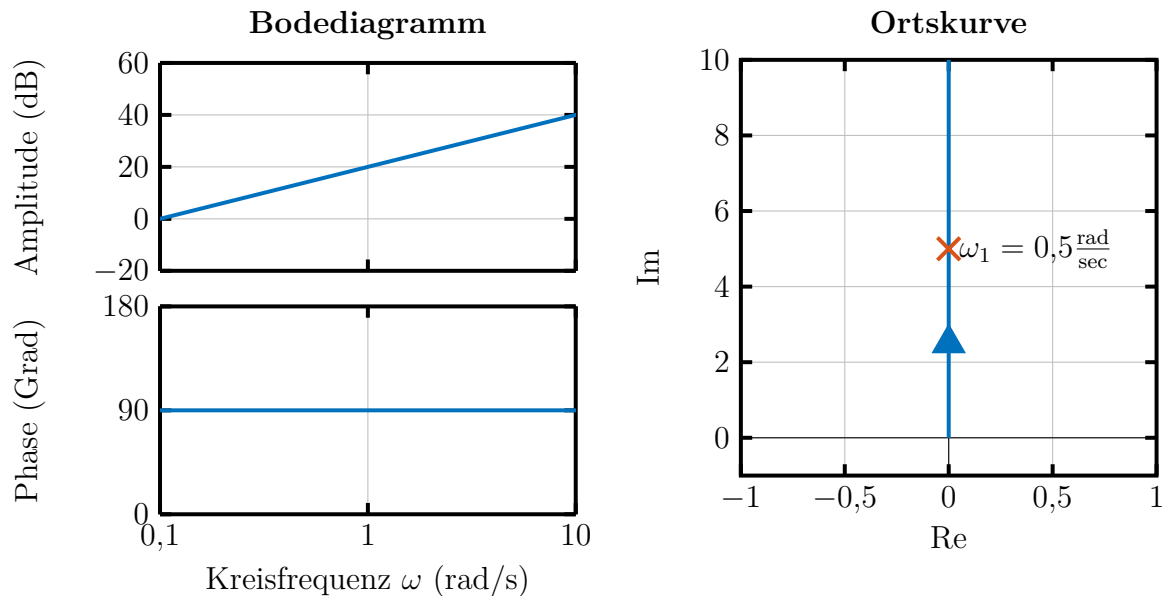 Bodediagramm
Amplitude (dB)
60
40
20
0
−20
Phase (Grad)
180
90
0
0,1
1
10
Kreisfrequenz ω (rad/s)
Ortskurve
Im
10
8
6
4
2
0
ω₁ = 0,5 rad/sec
−1
−0,5
0
0,5
1
Re